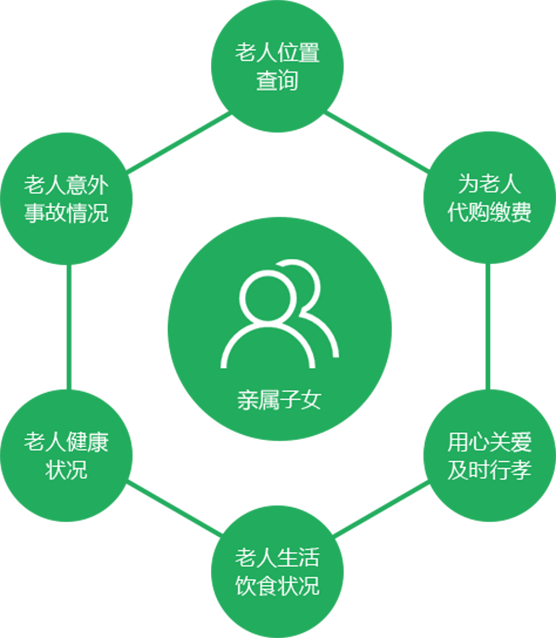 老人位置
查询
老人意外
事故情况
为老人
代购缴费
亲属子女
老人健康
状况
用心关爱
及时行孝
老人生活
饮食状况